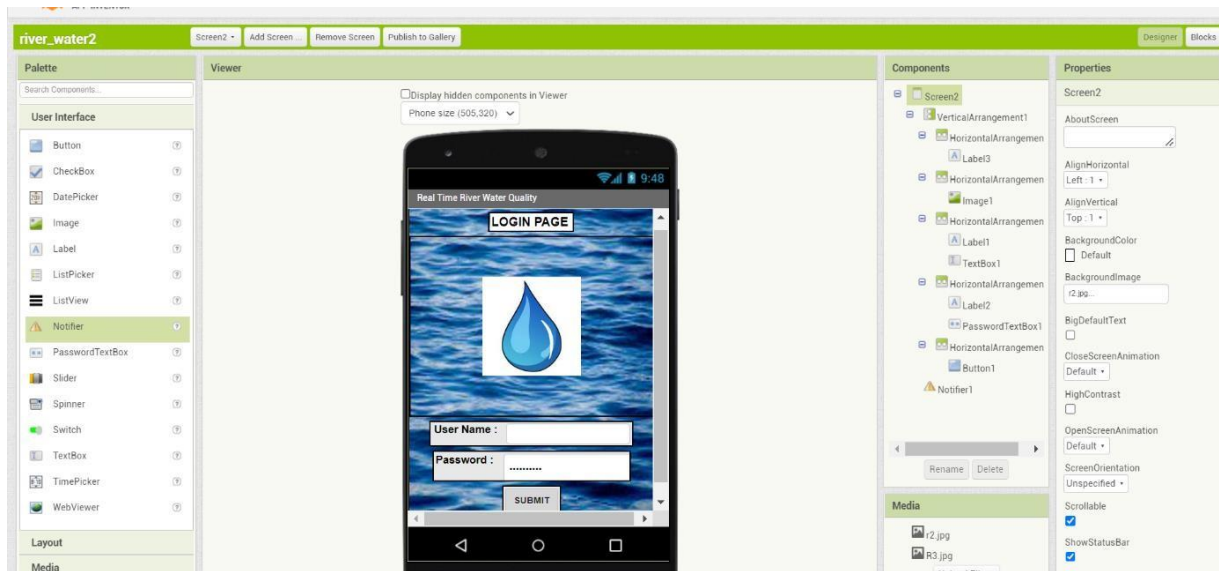 river_water2
Screen2
Add Screen ...
Remove Screen
Publish to Gallery
Designer
Blocks
Palette
Search Components...
User Interface
Button
CheckBox
DatePicker
Image
Label
ListPicker
ListView
Notifier
PasswordTextBox
Slider
Spinner
Switch
TextBox
TimePicker
WebViewer
Layout
Media
Viewer
Display hidden components in Viewer
Phone size (505,320)
9:48
Real Time River Water Quality
LOGIN PAGE
User Name :
Password :
SUBMIT
Components
Screen2
VerticalArrangement1
HorizontalArrangemen
Label3
HorizontalArrangemen
Image1
HorizontalArrangemen
Label1
TextBox1
HorizontalArrangemen
Label2
PasswordTextBox1
HorizontalArrangemen
Button1
Notifier1
Rename
Delete
Media
r2.jpg
R3.jpg
Properties
Screen2
AboutScreen
AlignHorizontal
Left : 1
AlignVertical
Top : 1
BackgroundColor
Default
BackgroundImage
r2.jpg...
BigDefaultText
CloseScreenAnimation
Default
HighContrast
OpenScreenAnimation
Default
ScreenOrientation
Unspecified
Scrollable
ShowStatusBar